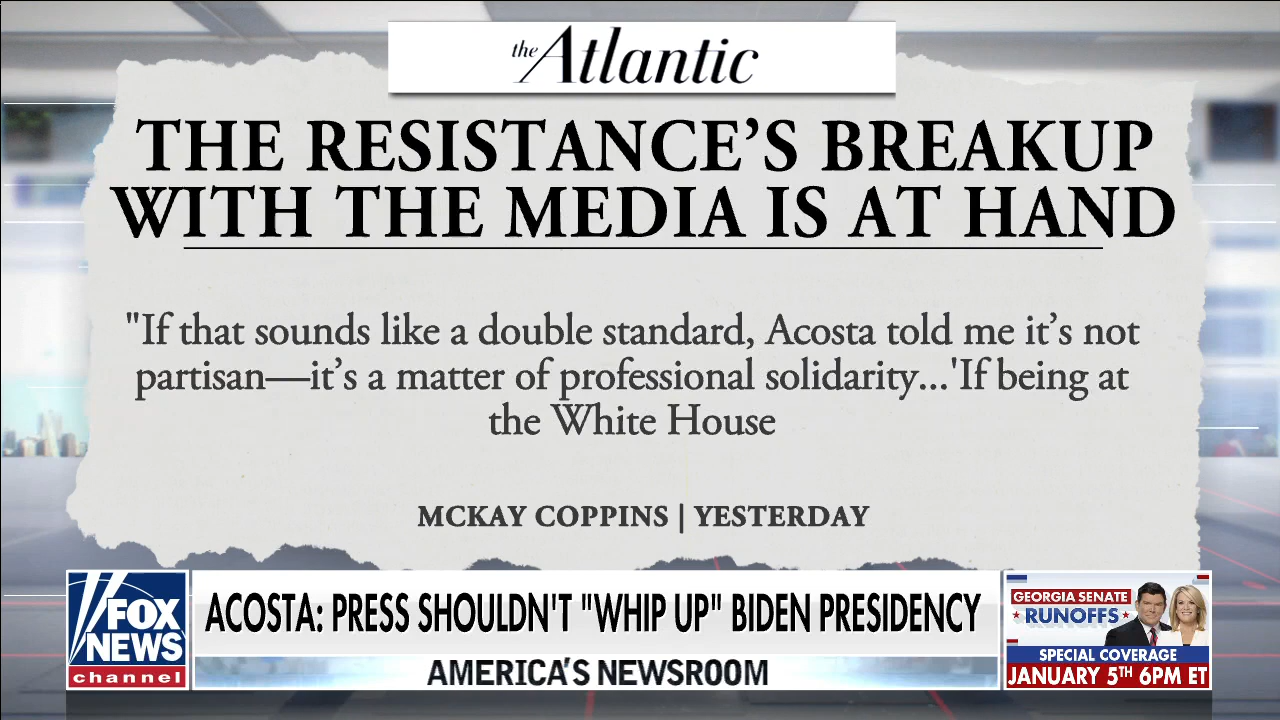 the Atlantic
THE RESISTANCE’S BREAKUP
WITH THE MEDIA IS AT HAND
"If that sounds like a double standard, Acosta told me it’s not
partisan—it’s a matter of professional solidarity...'If being at
the White House
MCKAY COPPINS | YESTERDAY
FOX
NEWS
channel
ACOSTA: PRESS SHOULDN'T "WHIP UP" BIDEN PRESIDENCY
AMERICA'S NEWSROOM
GEORGIA SENATE
RUNOFFS
SPECIAL COVERAGE
JANUARY 5TH 6PM ET